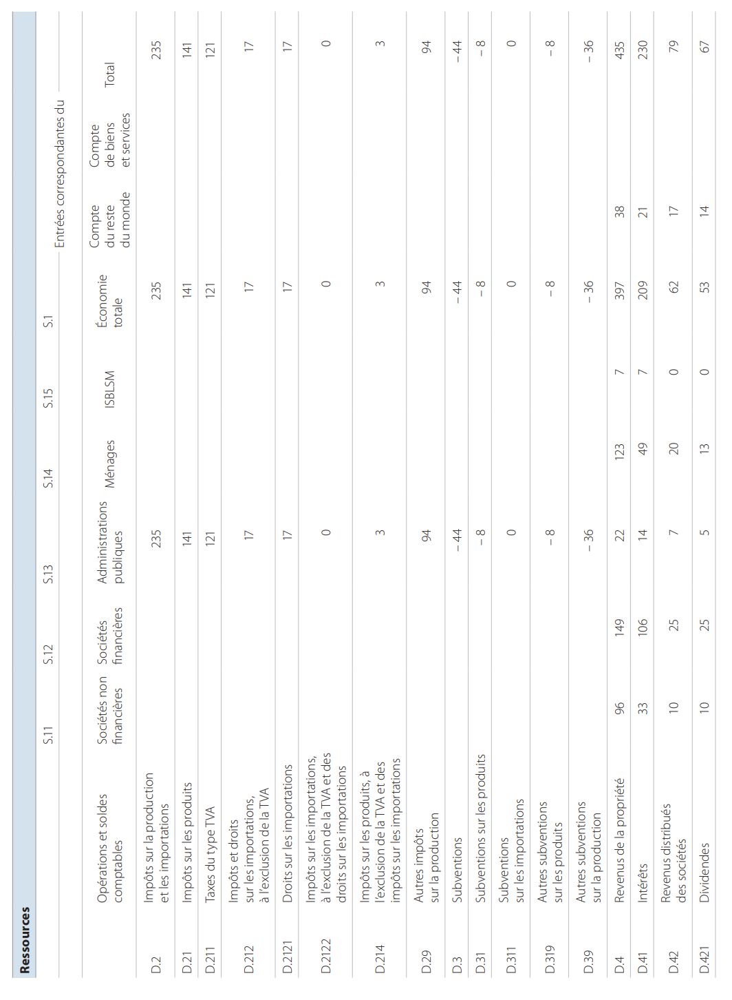 Ressources
S.11 S.12 S.13 S.14 S.15 S.1 Entrées correspondantes du
Opérations et soldes
comptables
Sociétés non
financières
Sociétés
financières
Administrations
publiques
Ménages
ISBLSM
Économie
totale
Compte
du reste
du monde
Compte
de biens
et services
Total
D.2 Impôts sur la production
et les importations 235 235 235
D.21 Impôts sur les produits 141 141 141
D.211 Taxes du type TVA 121 121 121
D.212 Impôts et droits
sur les importations,
à l'exclusion de la TVA 17 17 17
D.2121 Droits sur les importations 17 17 17
D.2122 Impôts sur les importations,
à l'exclusion de la TVA et des
droits sur les importations 0 0 0
D.214 Impôts sur les produits, à
l'exclusion de la TVA et des
impôts sur les importations 3 3 3
D.29 Autres impôts
sur la production 94 94 94
D.3 Subventions – 44 – 44 – 44
D.31 Subventions sur les produits – 8 – 8 – 8
D.311 Subventions
sur les importations 0 0 0
D.319 Autres subventions
sur les produits – 8 – 8 – 8
D.39 Autres subventions
sur la production – 36 – 36 – 36
D.4 Revenus de la propriété 96 149 22 123 7 397 38 435
D.41 Intérêts 33 106 14 49 7 209 21 230
D.42 Revenus distribués
des sociétés 10 25 7 20 0 62 17 79
D.421 Dividendes 10 25 5 13 0 53 14 67